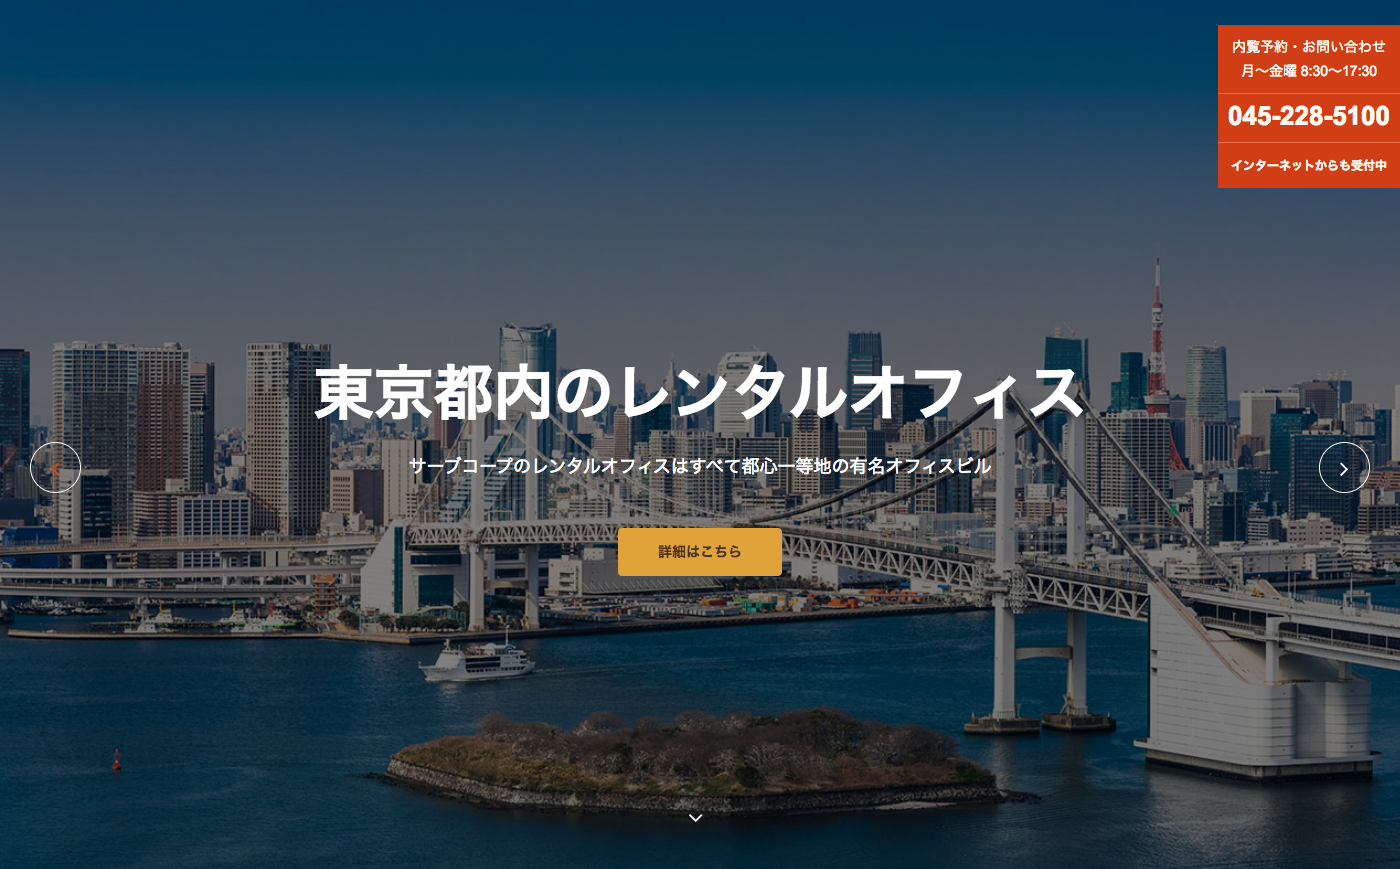 内覧予約・お問い合わせ
月〜金曜 8:30〜17:30
045-228-5100
インターネットからも受付中
東京都内のレンタルオフィス
サーブコープのレンタルオフィスはすべて都心一等地の有名オフィスビル
詳細はこちら